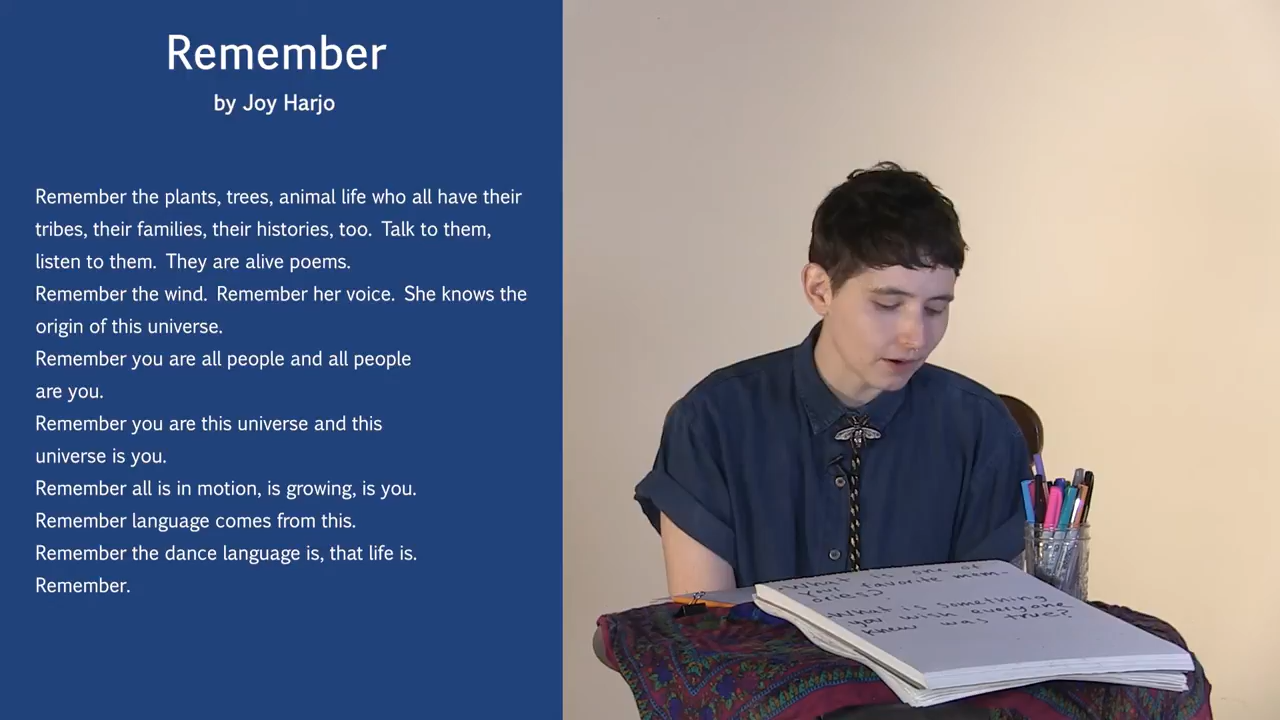 Remember
by Joy Harjo
Remember the plants, trees, animal life who all have their
tribes, their families, their histories, too. Talk to them,
listen to them. They are alive poems.
Remember the wind. Remember her voice. She knows the
origin of this universe.
Remember you are all people and all people
are you.
Remember you are this universe and this
universe is you.
Remember all is in motion, is growing, is you.
Remember language comes from this.
Remember the dance language is, that life is.
Remember.
What is one of
your favorite mem-
ories?
What is something
you wish everyone
knew was true?